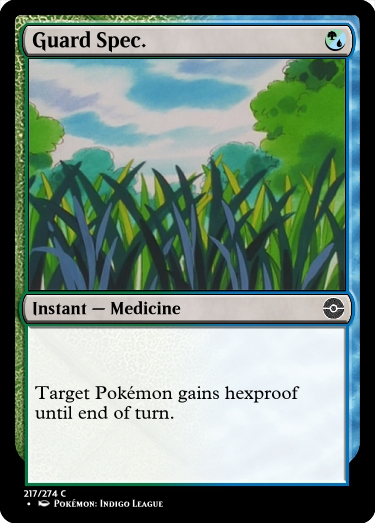 Guard Spec.
Instant — Medicine
Target Pokémon gains hexproof
until end of turn.
217/274 C
• Pokémon: Indigo League